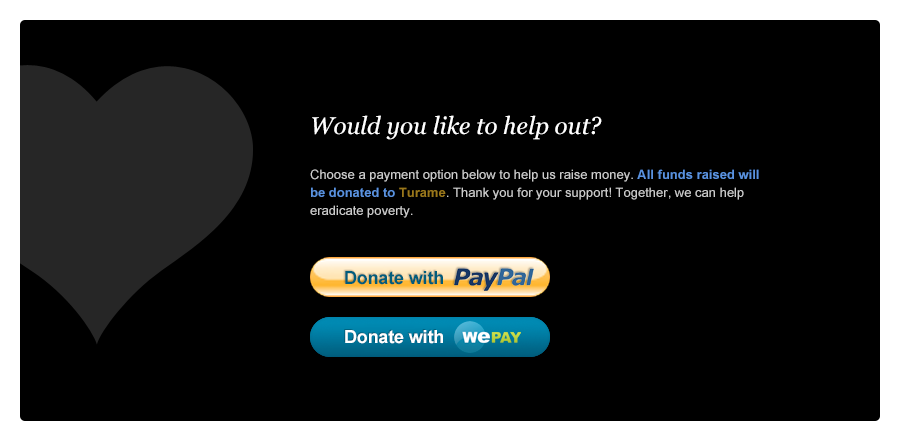 Would you like to help out?
Choose a payment option below to help us raise money. All funds raised will
be donated to Turame. Thank you for your support! Together, we can help
eradicate poverty.
Donate with PayPal
Donate with wePAY